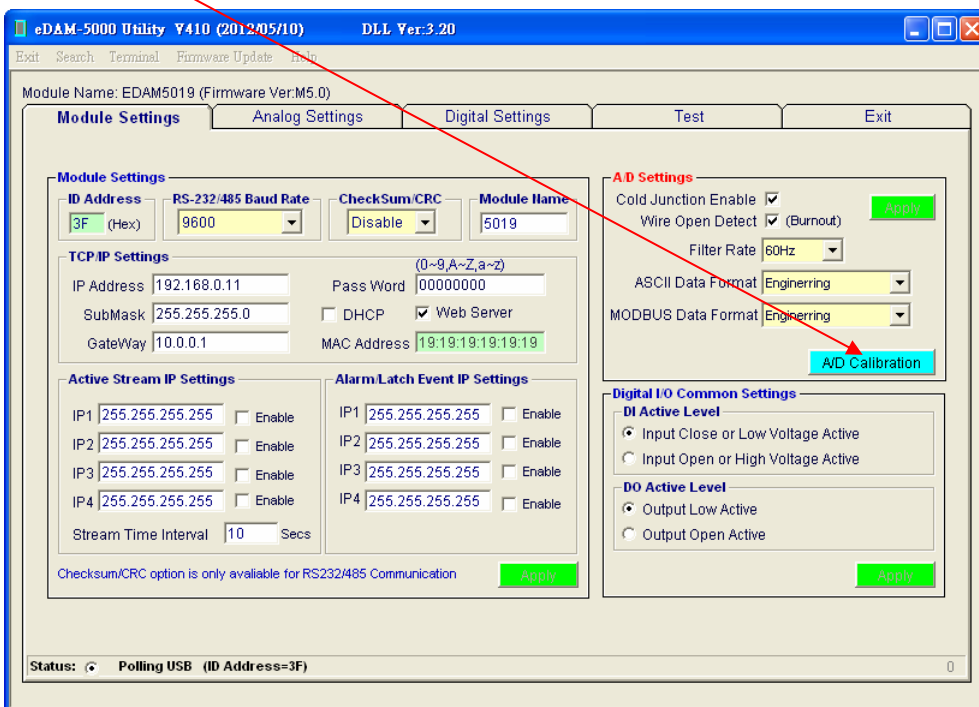 eDAM-5000 Utility V410 (2012/05/10) DLL Ver:3.20
Exit Search Terminal Firmware Update Help
Module Name: EDAM5019 (Firmware Ver:M5.0)
Module Settings Analog Settings Digital Settings Test Exit
Module Settings
ID Address RS-232/485 Baud Rate CheckSum/CRC Module Name
3F (Hex) 9600 Disable 5019
TCP/IP Settings
(0~9,A~Z,a~z)
IP Address 192.168.0.11 Pass Word 00000000
SubMask 255.255.255.0 DHCP Web Server
GateWay 10.0.0.1 MAC Address 19:19:19:19:19:19
Active Stream IP Settings
IP1 255.255.255.255 Enable
IP2 255.255.255.255 Enable
IP3 255.255.255.255 Enable
IP4 255.255.255.255 Enable
Stream Time Interval 10 Secs
Alarm/Latch Event IP Settings
IP1 255.255.255.255 Enable
IP2 255.255.255.255 Enable
IP3 255.255.255.255 Enable
IP4 255.255.255.255 Enable
Checksum/CRC option is only avaliable for RS232/485 Communication Apply
A/D Settings
Cold Junction Enable Apply
Wire Open Detect (Burnout)
Filter Rate 60Hz
ASCII Data Format Enginerring
MODBUS Data Format Enginerring
A/D Calibration
Digital I/O Common Settings
DI Active Level
Input Close or Low Voltage Active
Input Open or High Voltage Active
DO Active Level
Output Low Active
Output Open Active
Apply
Status: Polling USB (ID Address=3F) 0